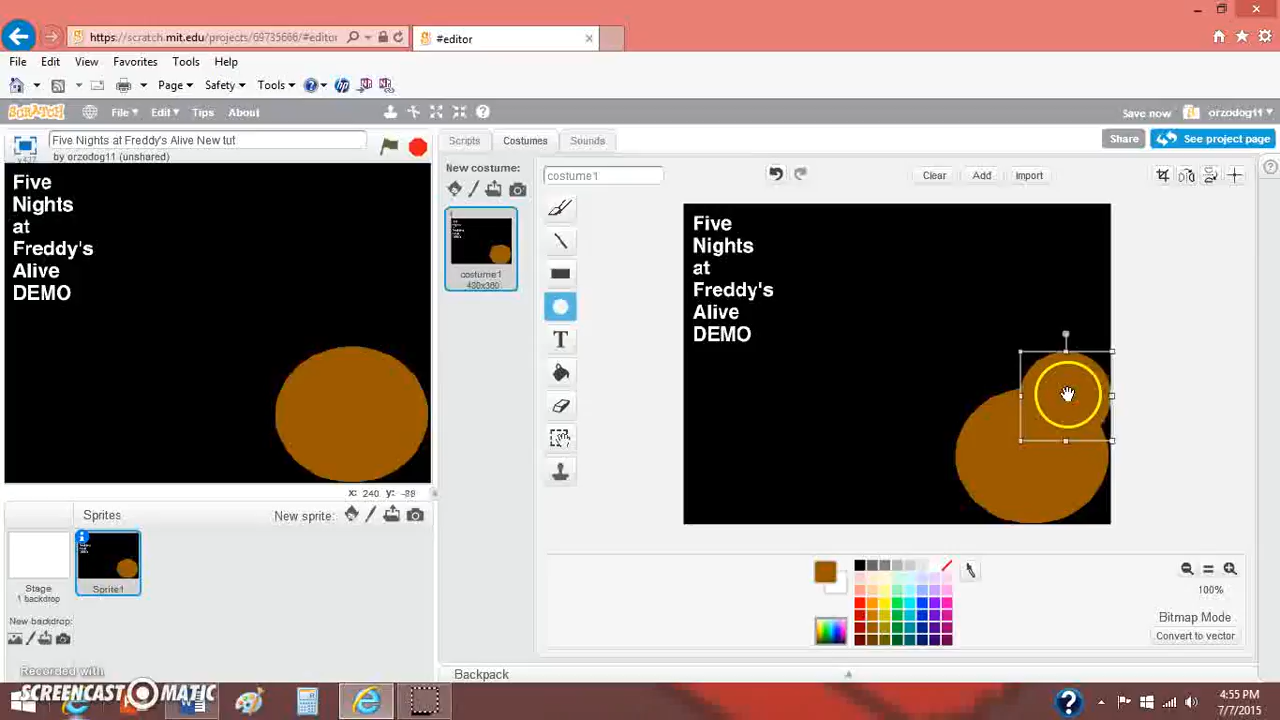 https://scratch.mit.edu/projects/69735666/#editor
#editor
File Edit View Favorites Tools Help
Page Safety Tools
SCRATCH File Edit Tips About
Save now orzodog11
Five Nights at Freddy's Alive New tut
by orzodog11 (unshared)
v427
Scripts Costumes Sounds
Share See project page
New costume:
costume1
Clear Add Import
Five
Nights
at
Freddy's
Alive
DEMO
1
costume1
480x360
Five
Nights
at
Freddy's
Alive
DEMO
x: 240 y: -88
Sprites New sprite:
Stage
1 backdrop
Sprite1
New backdrop:
100%
Bitmap Mode
Convert to vector
Backpack
Recorded with
SCREENCAST-O-MATIC
4:55 PM
7/7/2015